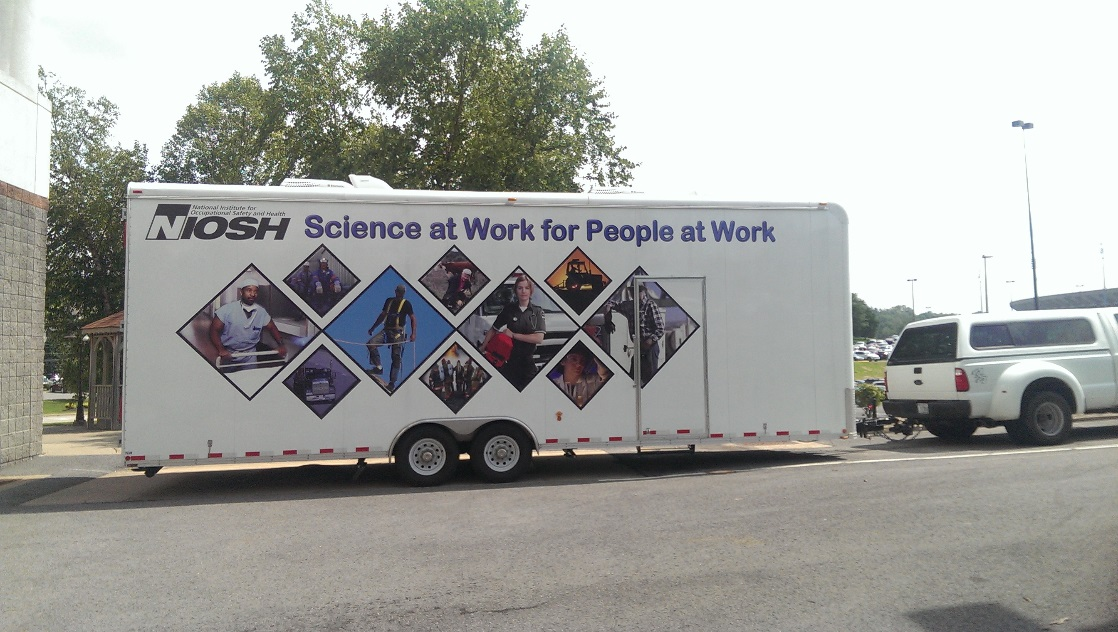 National Institute for
Occupational Safety and Health
NIOSH
Science at Work for People at Work